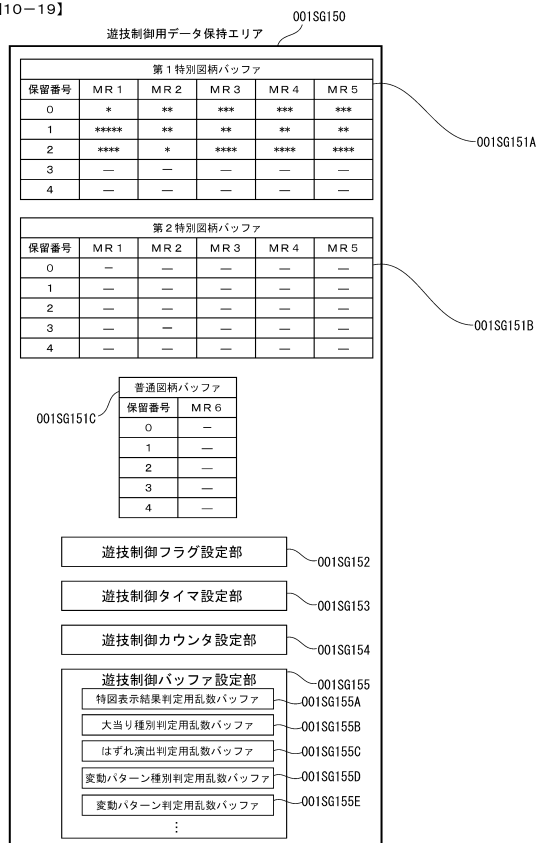 10－19】
001SG150
遊技制御用データ保持エリア
第１特別図柄バッファ
保留番号 ＭＲ１ ＭＲ２ ＭＲ３ ＭＲ４ ＭＲ５
０ * ** *** *** ***
１ ***** ** ** ** **
２ **** * **** **** ****
３ — — — — —
４ — — — — —
001SG151A
第２特別図柄バッファ
保留番号 ＭＲ１ ＭＲ２ ＭＲ３ ＭＲ４ ＭＲ５
０ — — — — —
１ — — — — —
２ — — — — —
３ — — — — —
４ — — — — —
001SG151B
普通図柄バッファ
保留番号 ＭＲ６
０ —
１ —
２ —
３ —
４ —
001SG151C
遊技制御フラグ設定部
001SG152
遊技制御タイマ設定部
001SG153
遊技制御カウンタ設定部
001SG154
遊技制御バッファ設定部
001SG155
特図表示結果判定用乱数バッファ
001SG155A
大当り種別判定用乱数バッファ
001SG155B
はずれ演出判定用乱数バッファ
001SG155C
変動パターン種別判定用乱数バッファ
001SG155D
変動パターン判定用乱数バッファ
001SG155E
⋮